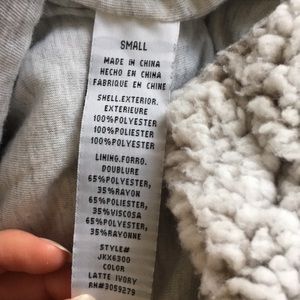 SMALL
MADE IN CHINA
HECHO EN CHINA
FABRIQUE EN CHINE
SHELL.EXTERIOR.
EXTERIEURE
100%POLYESTER
100%POLIESTER
100%POLYESTER
LINING.FORRO.
DOUBLURE
65%POLYESTER,
35%RAYON
65%POLIESTER,
35%VISCOSA
65%POLYESTER,
35%RAYONNE
STYLE#
JKX6300
COLOR
LATTE IVORY
RN#3059279